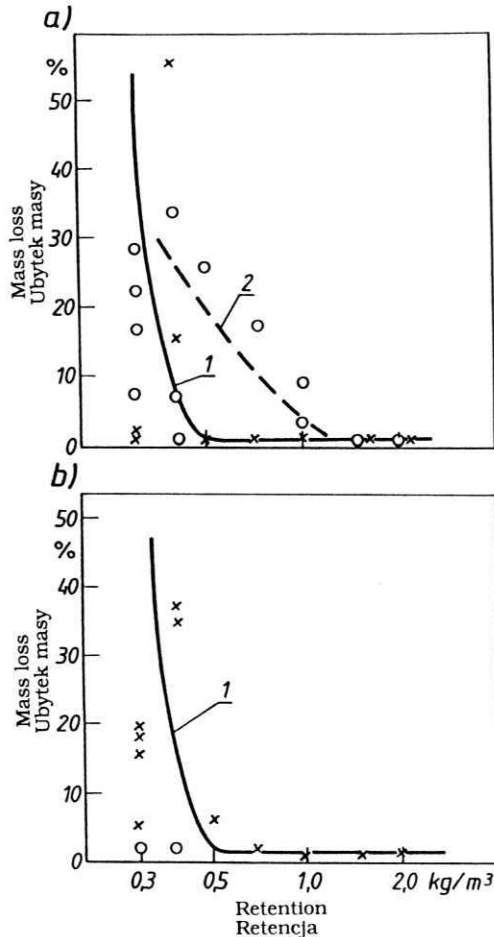 a)
%
50
40
30
20
10
0
Mass loss
Ubytek masy
1
2
b)
50
%
40
30
20
10
0
Mass loss
Ubytek masy
1
0,3 0,5 1,0 2,0 kg/m³
Retention
Retencja